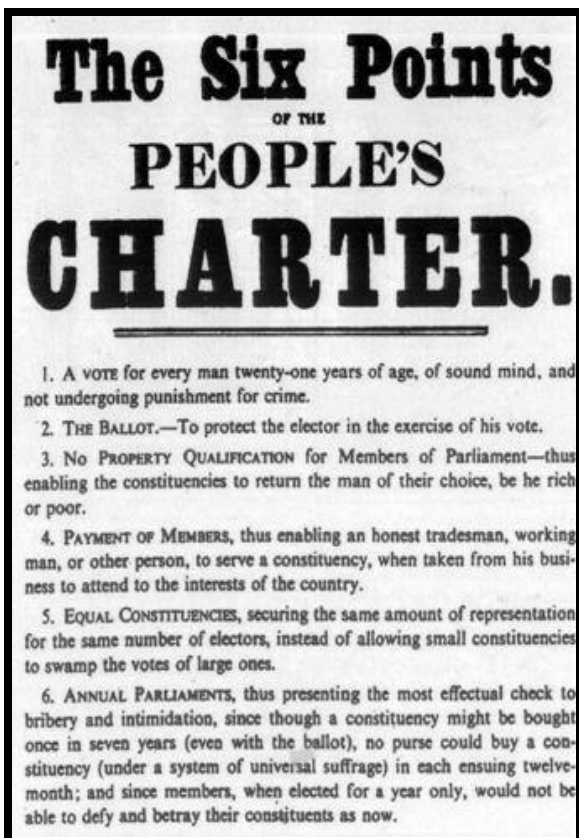 The Six Points
OF THE
PEOPLE'S
CHARTER.
1. A VOTE for every man twenty-one years of age, of sound mind, and
not undergoing punishment for crime.
2. THE BALLOT.—To protect the elector in the exercise of his vote.
3. NO PROPERTY QUALIFICATION for Members of Parliament—thus
enabling the constituencies to return the man of their choice, be he rich
or poor.
4. PAYMENT OF MEMBERS, thus enabling an honest tradesman, working
man, or other person, to serve a constituency, when taken from his busi-
ness to attend to the interests of the country.
5. EQUAL CONSTITUENCIES, securing the same amount of representation
for the same number of electors, instead of allowing small constituencies
to swamp the votes of large ones.
6. ANNUAL PARLIAMENTS, thus presenting the most effectual check to
bribery and intimidation, since though a constituency might be bought
once in seven years (even with the ballot), no purse could buy a con-
stituency (under a system of universal suffrage) in each ensuing twelve-
month; and since members, when elected for a year only, would not be
able to defy and betray their constituents as now.